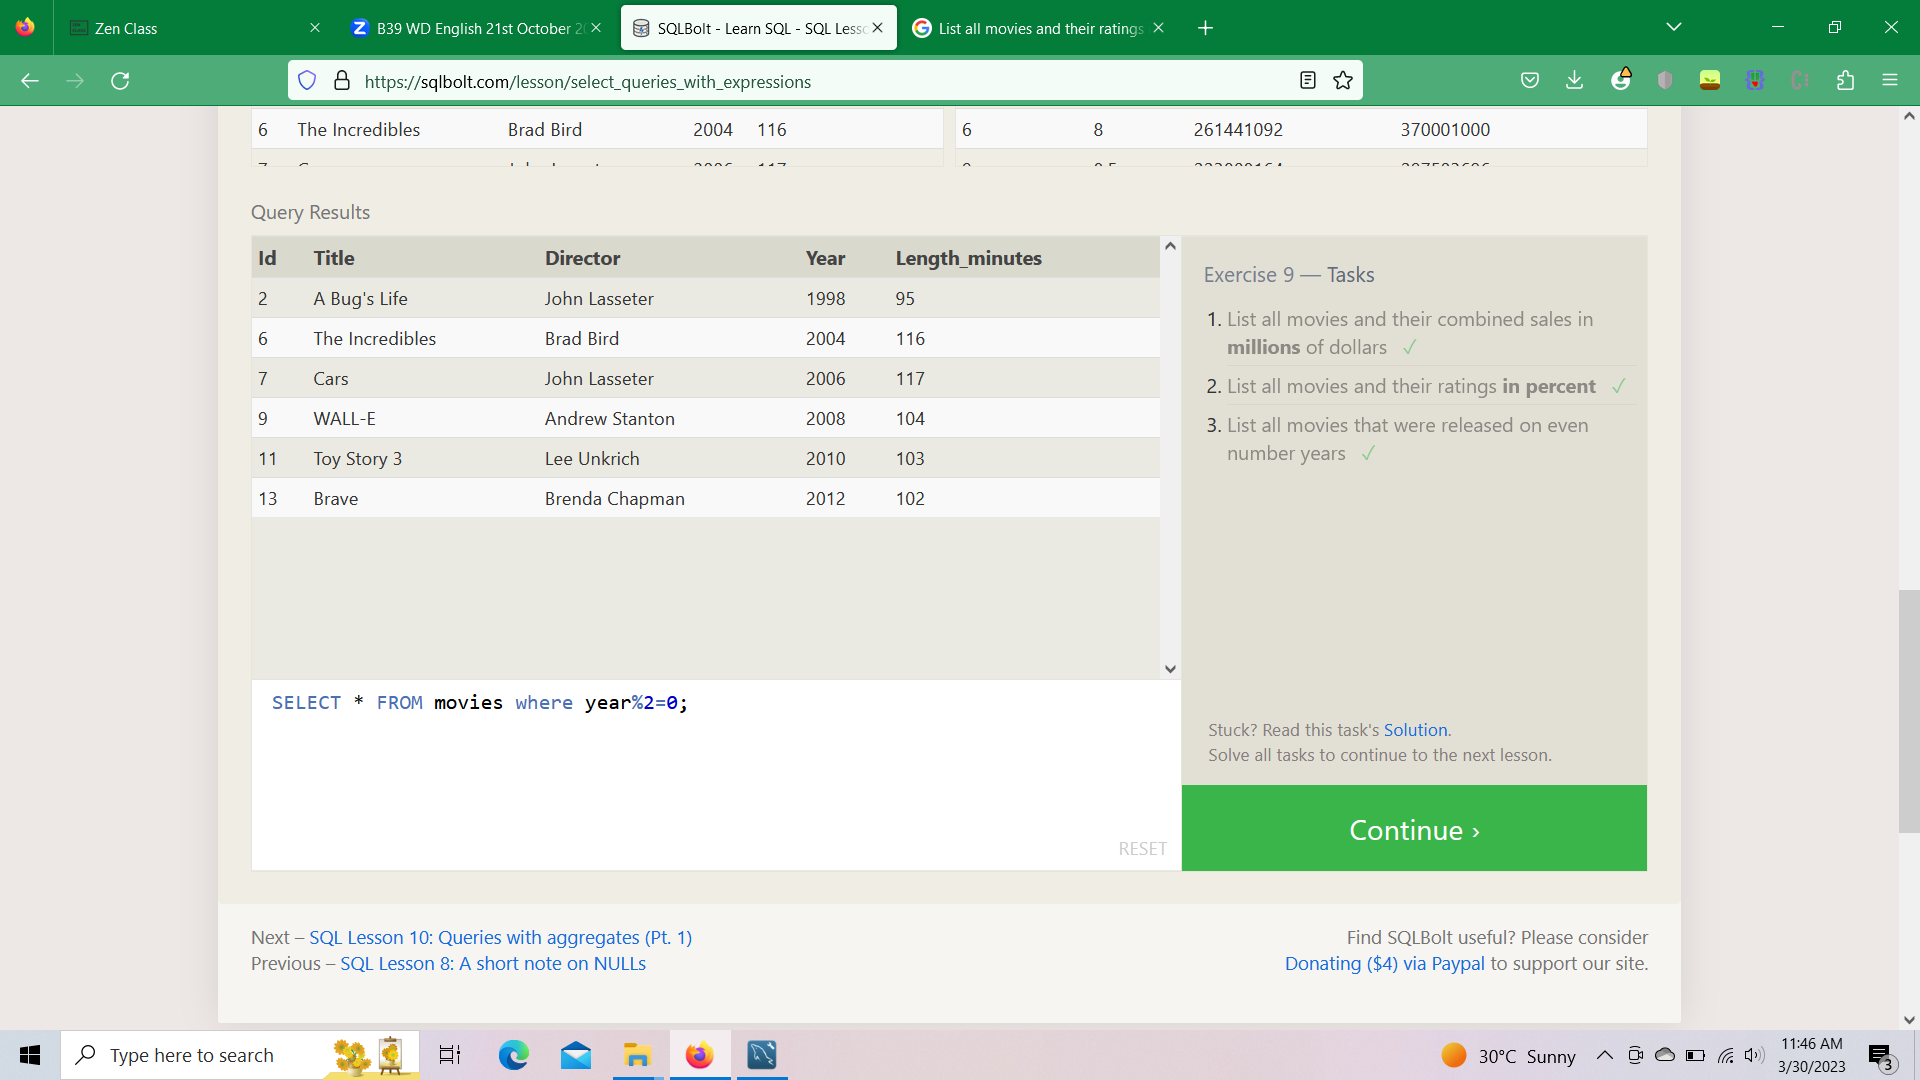 Zen Class
B39 WD English 21st October 20
SQLBolt - Learn SQL - SQL Lesso
List all movies and their ratings
https://sqlbolt.com/lesson/select_queries_with_expressions
6 The Incredibles Brad Bird 2004 116
6 8 261441092 370001000
Query Results
Id Title Director Year Length_minutes
2 A Bug's Life John Lasseter 1998 95
6 The Incredibles Brad Bird 2004 116
7 Cars John Lasseter 2006 117
9 WALL-E Andrew Stanton 2008 104
11 Toy Story 3 Lee Unkrich 2010 103
13 Brave Brenda Chapman 2012 102
Exercise 9 — Tasks
1. List all movies and their combined sales in
millions of dollars ✓
2. List all movies and their ratings in percent ✓
3. List all movies that were released on even
number years ✓
SELECT * FROM movies where year%2=0;
RESET
Stuck? Read this task's Solution.
Solve all tasks to continue to the next lesson.
Continue ›
Next – SQL Lesson 10: Queries with aggregates (Pt. 1)
Previous – SQL Lesson 8: A short note on NULLs
Find SQLBolt useful? Please consider
Donating ($4) via Paypal to support our site.
Type here to search
30°C Sunny
11:46 AM
3/30/2023
3